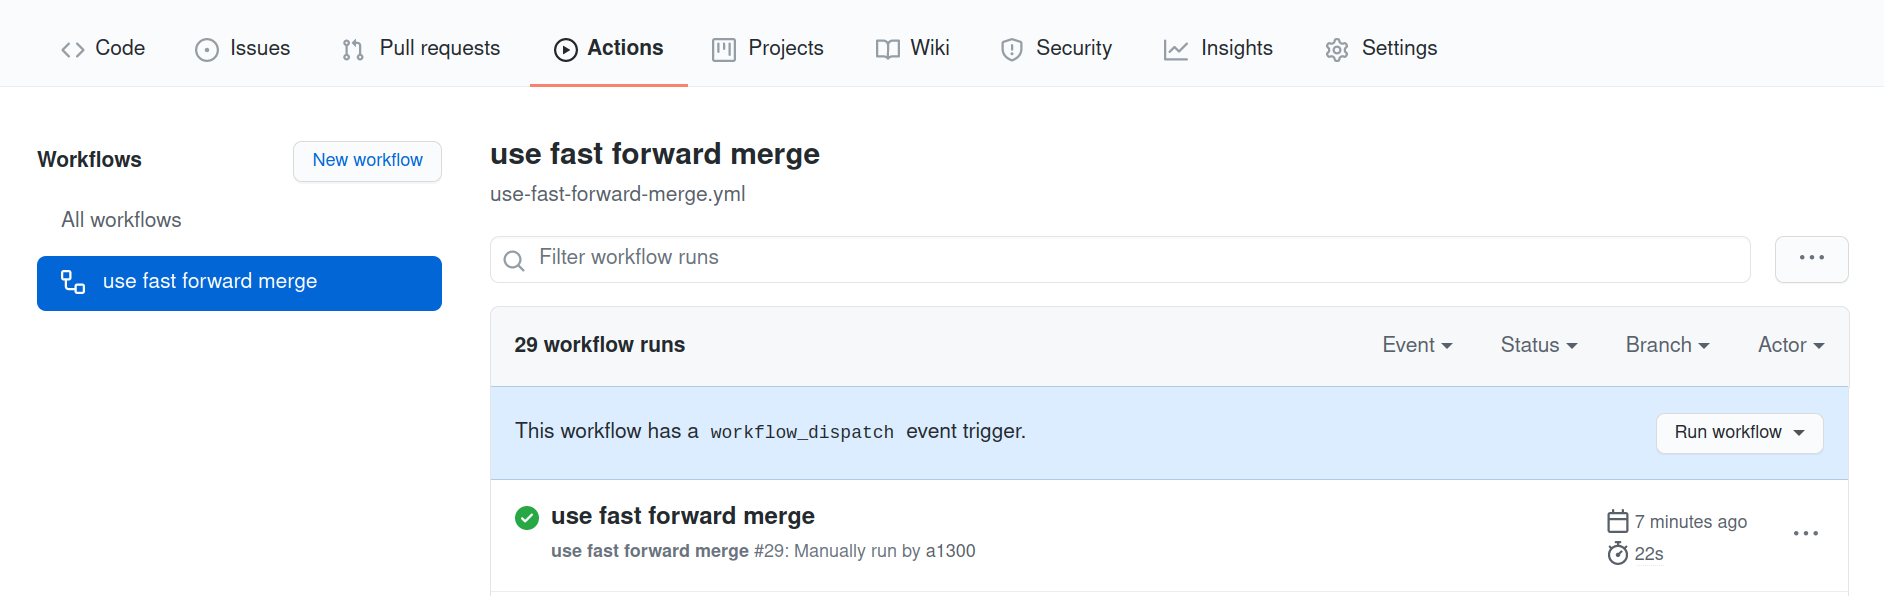 Code Issues Pull requests Actions Projects Wiki Security Insights Settings
Workflows
New workflow
All workflows
use fast forward merge
use fast forward merge
use-fast-forward-merge.yml
Filter workflow runs
29 workflow runs
Event Status Branch Actor
This workflow has a workflow_dispatch event trigger.
Run workflow
use fast forward merge
use fast forward merge #29: Manually run by a1300
7 minutes ago
22s